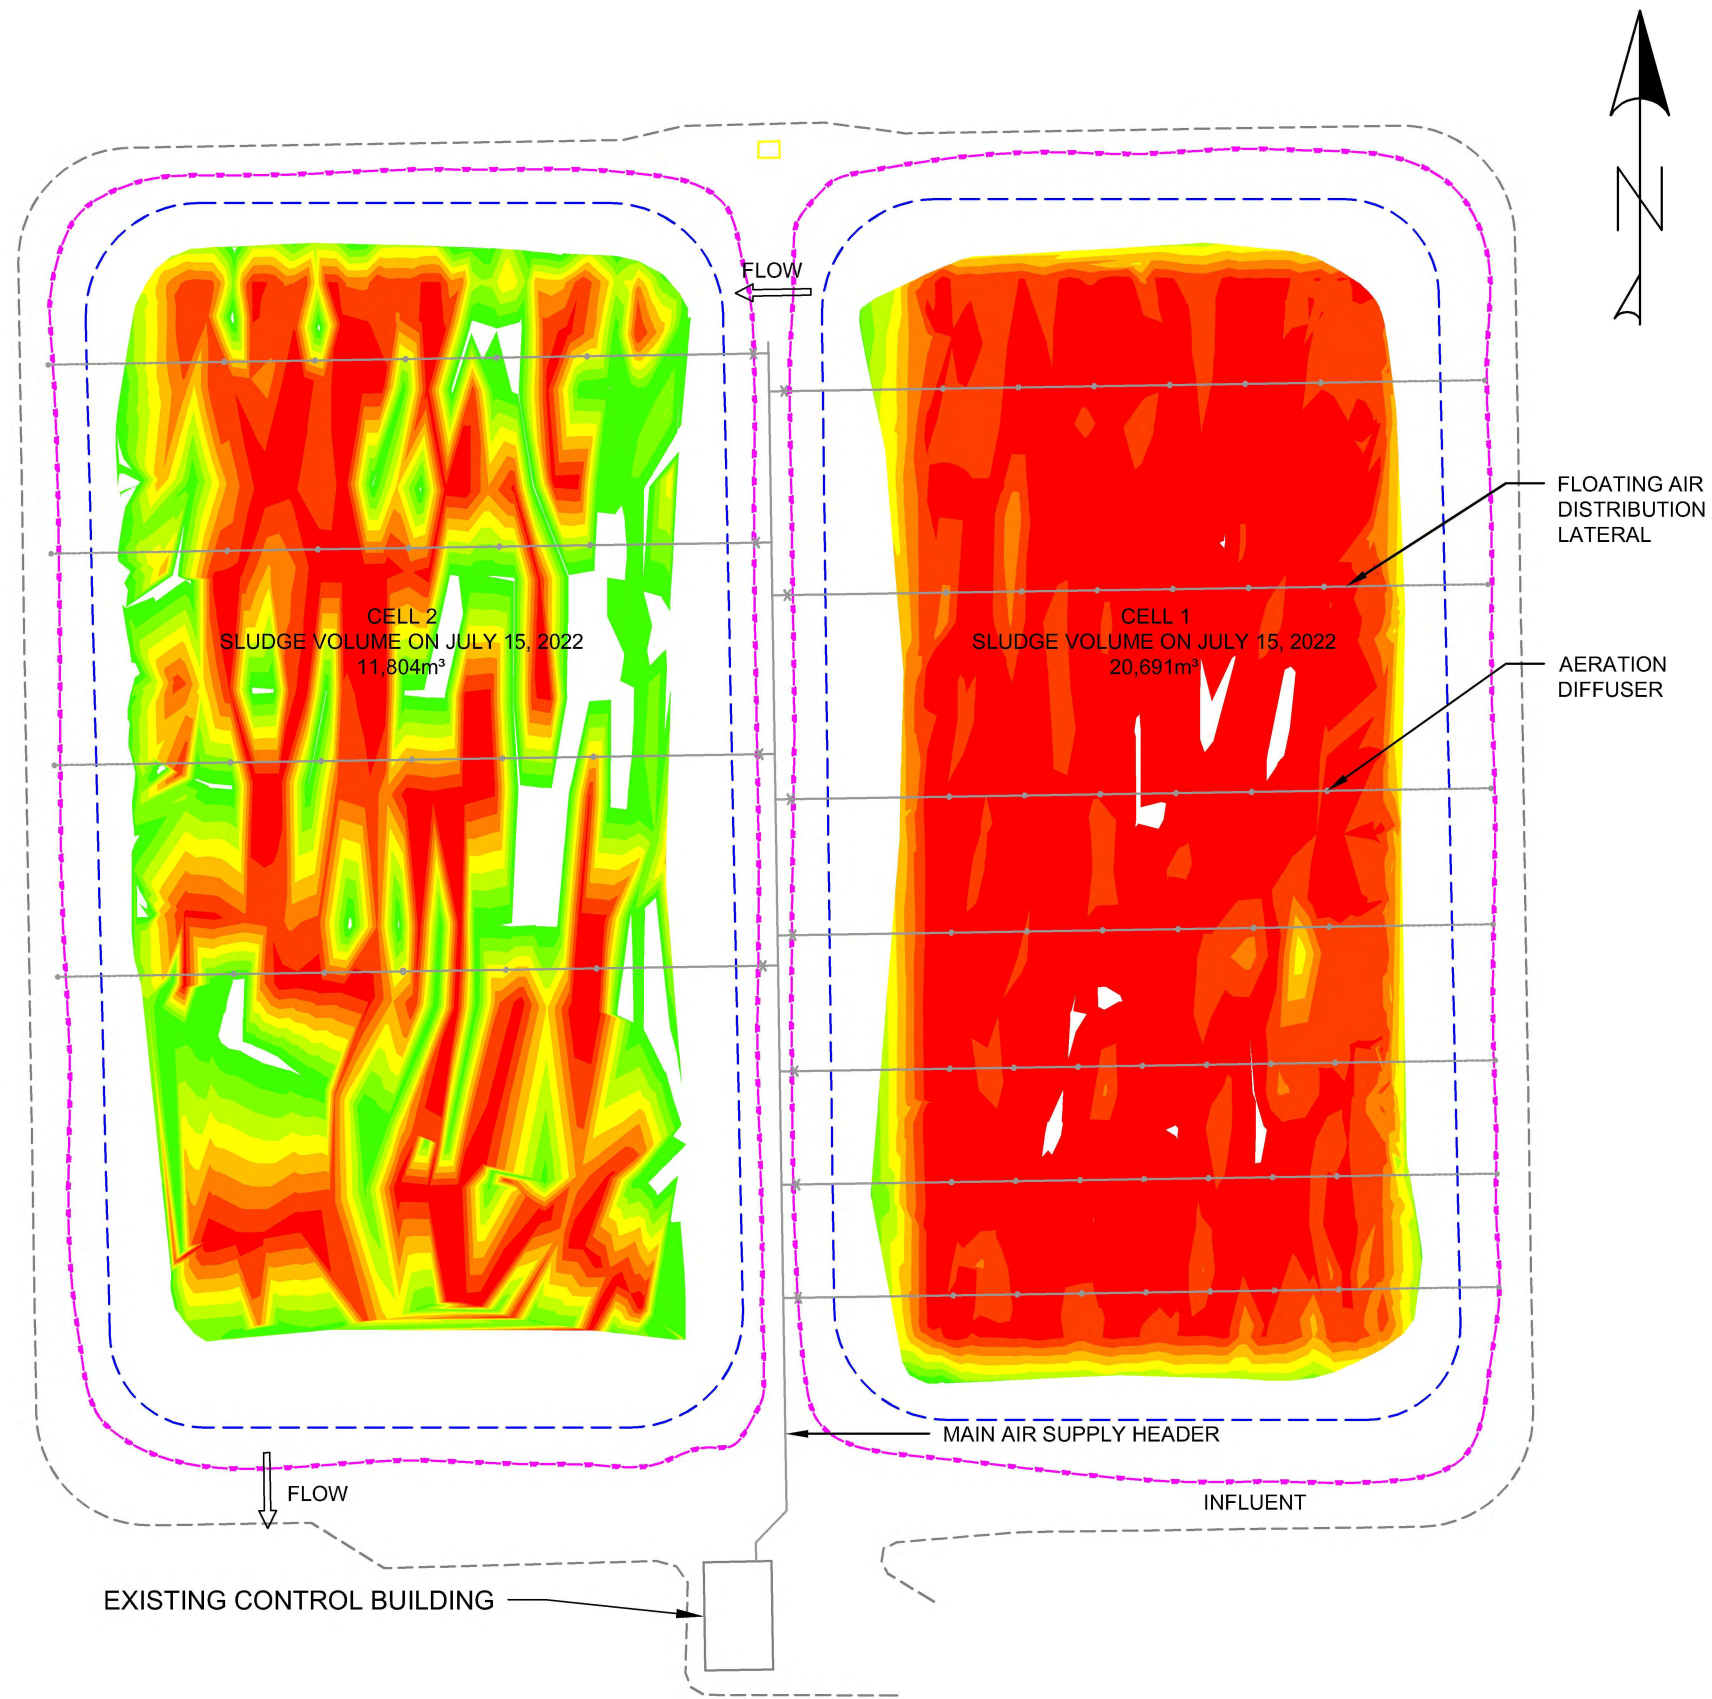 N
FLOW
FLOATING AIR
DISTRIBUTION
LATERAL
CELL 2
SLUDGE VOLUME ON JULY 15, 2022
11,804m³
CELL 1
SLUDGE VOLUME ON JULY 15, 2022
20,691m³
AERATION
DIFFUSER
MAIN AIR SUPPLY HEADER
FLOW
INFLUENT
EXISTING CONTROL BUILDING